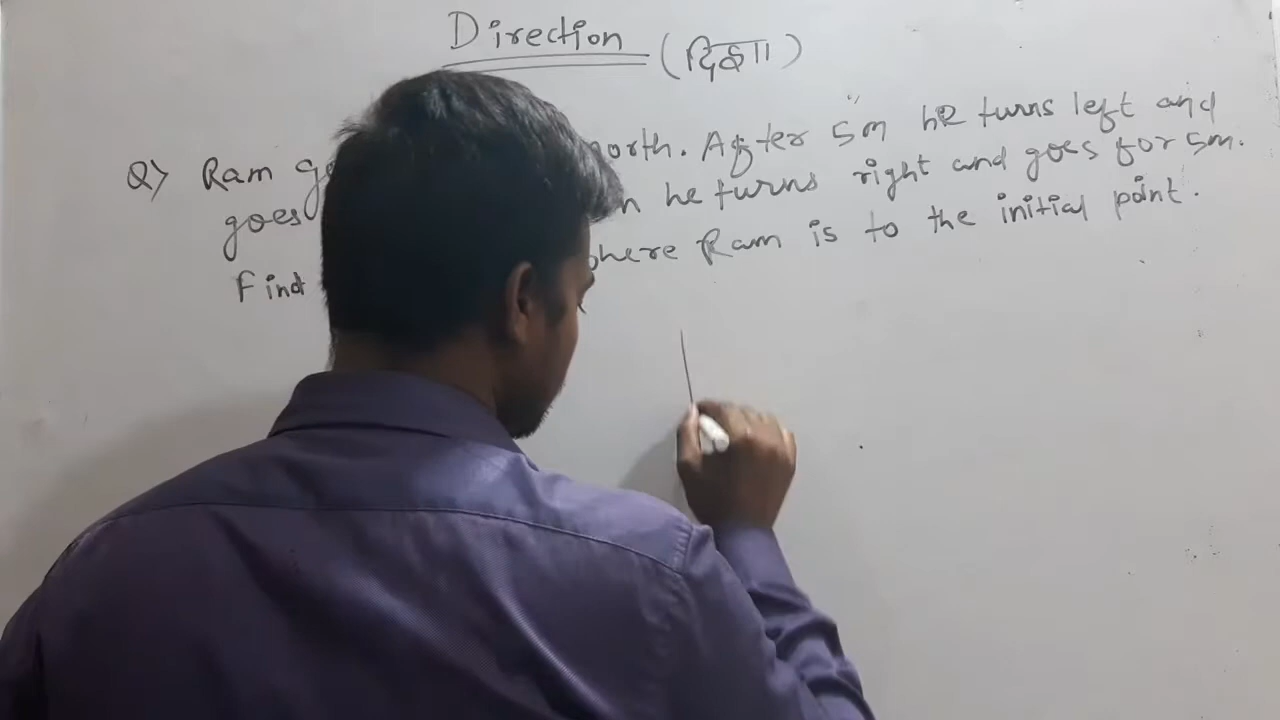 Direction (दिशा)
Q) Ram north. After 5m he turns left and
goes he turns right and goes for 5m.
Find where Ram is to the initial point.